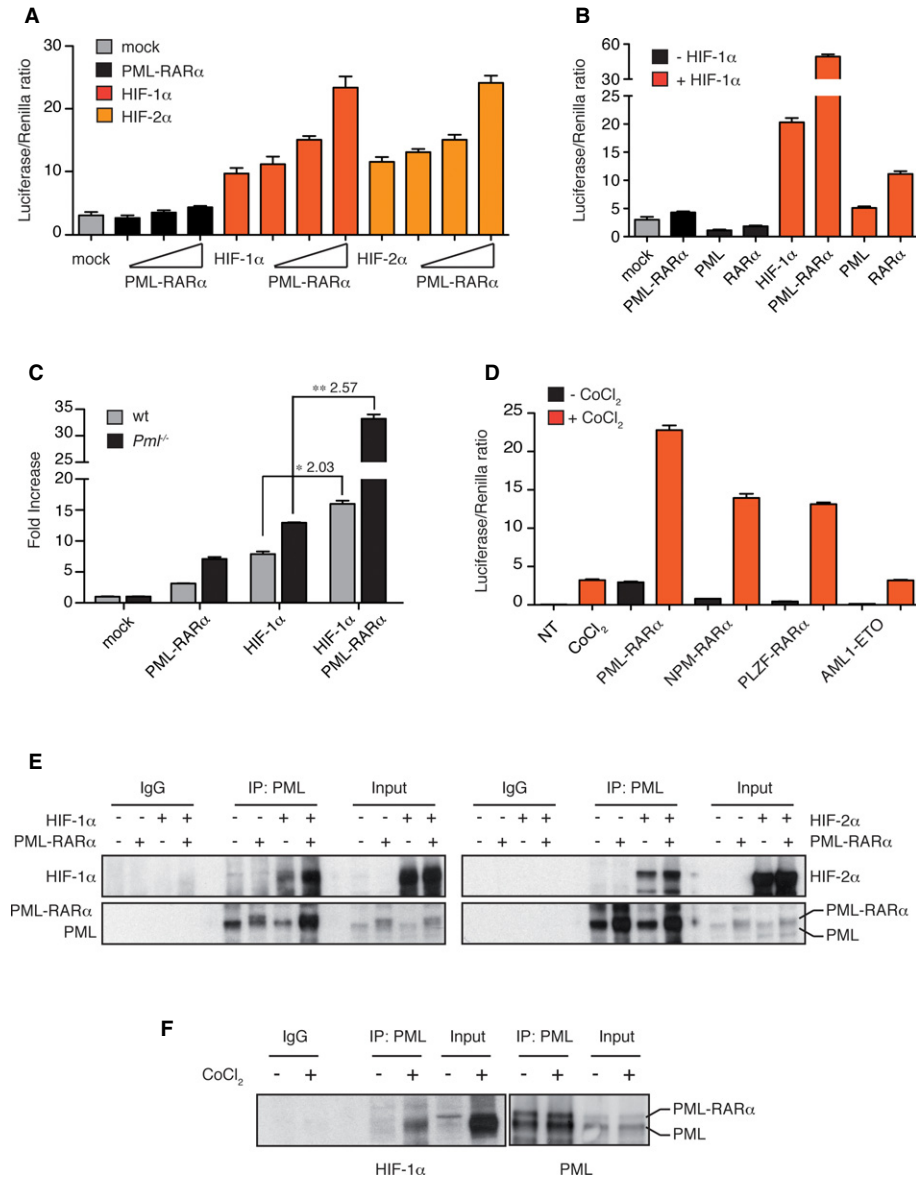 A
mock
PML-RARα
HIF-1α
HIF-2α
Luciferase/Renilla ratio
30
20
10
0
mock
HIF-1α
HIF-2α
PML-RARα
PML-RARα
PML-RARα
B
- HIF-1α
+ HIF-1α
Luciferase/Renilla ratio
60
50
40
30
25
20
15
10
5
0
mock
PML-RARα
PML
RARα
HIF-1α
PML-RARα
PML
RARα
C
wt
Pml-/-
Fold Increase
35
30
25
20
15
10
5
0
** 2.57
* 2.03
mock
PML-RARα
HIF-1α
HIF-1α
PML-RARα
D
- CoCl2
+ CoCl2
Luciferase/Renilla ratio
25
20
15
10
5
0
NT
CoCl2
PML-RARα
NPM-RARα
PLZF-RARα
AML1-ETO
E
IgG IP: PML Input IgG IP: PML Input
HIF-1α - - + + - - + + - - + + - - + + - - + + - - + + HIF-2α
PML-RARα - + - + - + - + - + - + - + - + - + - + - + - + PML-RARα
HIF-1α HIF-2α
PML-RARα PML-RARα
PML PML
F
IgG IP: PML Input IP: PML Input
CoCl2 - + - + - + - + - +
PML-RARα
PML
HIF-1α PML